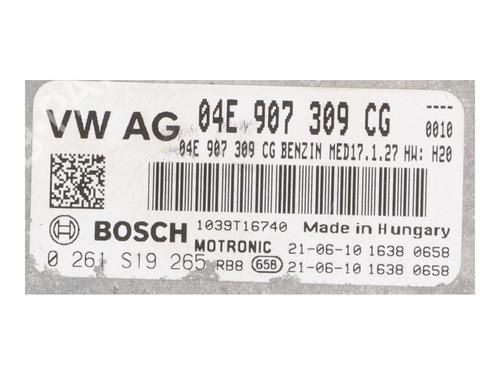 VW AG 04E 907 309 CG ----
0010
04E 907 309 CG BENZIN MED17.1.27 HW: H20
BOSCH 1039T16740 Made in Hungary
MOTRONIC 21-06-10 1638 0658
0 261 S19 265 RBB 658 21-06-10 1638 0658